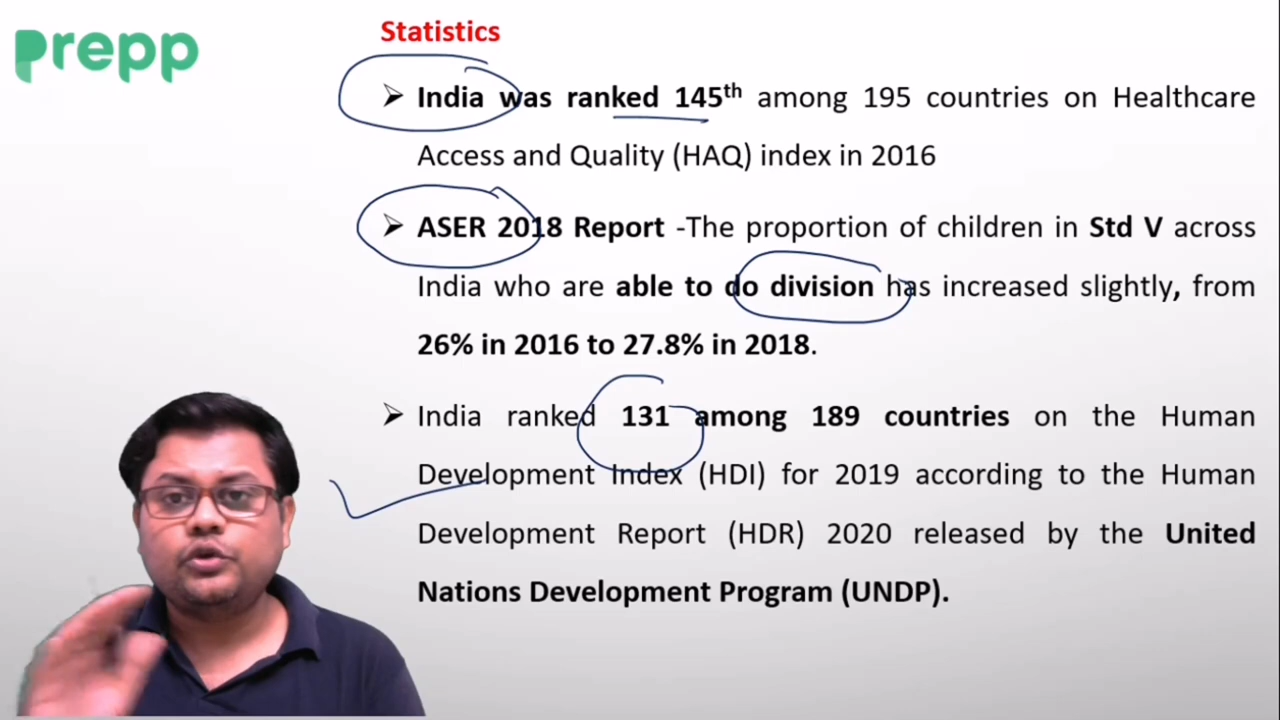 prepp
Statistics
➢ India was ranked 145th among 195 countries on Healthcare
Access and Quality (HAQ) index in 2016
➢ ASER 2018 Report -The proportion of children in Std V across
India who are able to do division has increased slightly, from
26% in 2016 to 27.8% in 2018.
➢ India ranked 131 among 189 countries on the Human
Development Index (HDI) for 2019 according to the Human
Development Report (HDR) 2020 released by the United
Nations Development Program (UNDP).